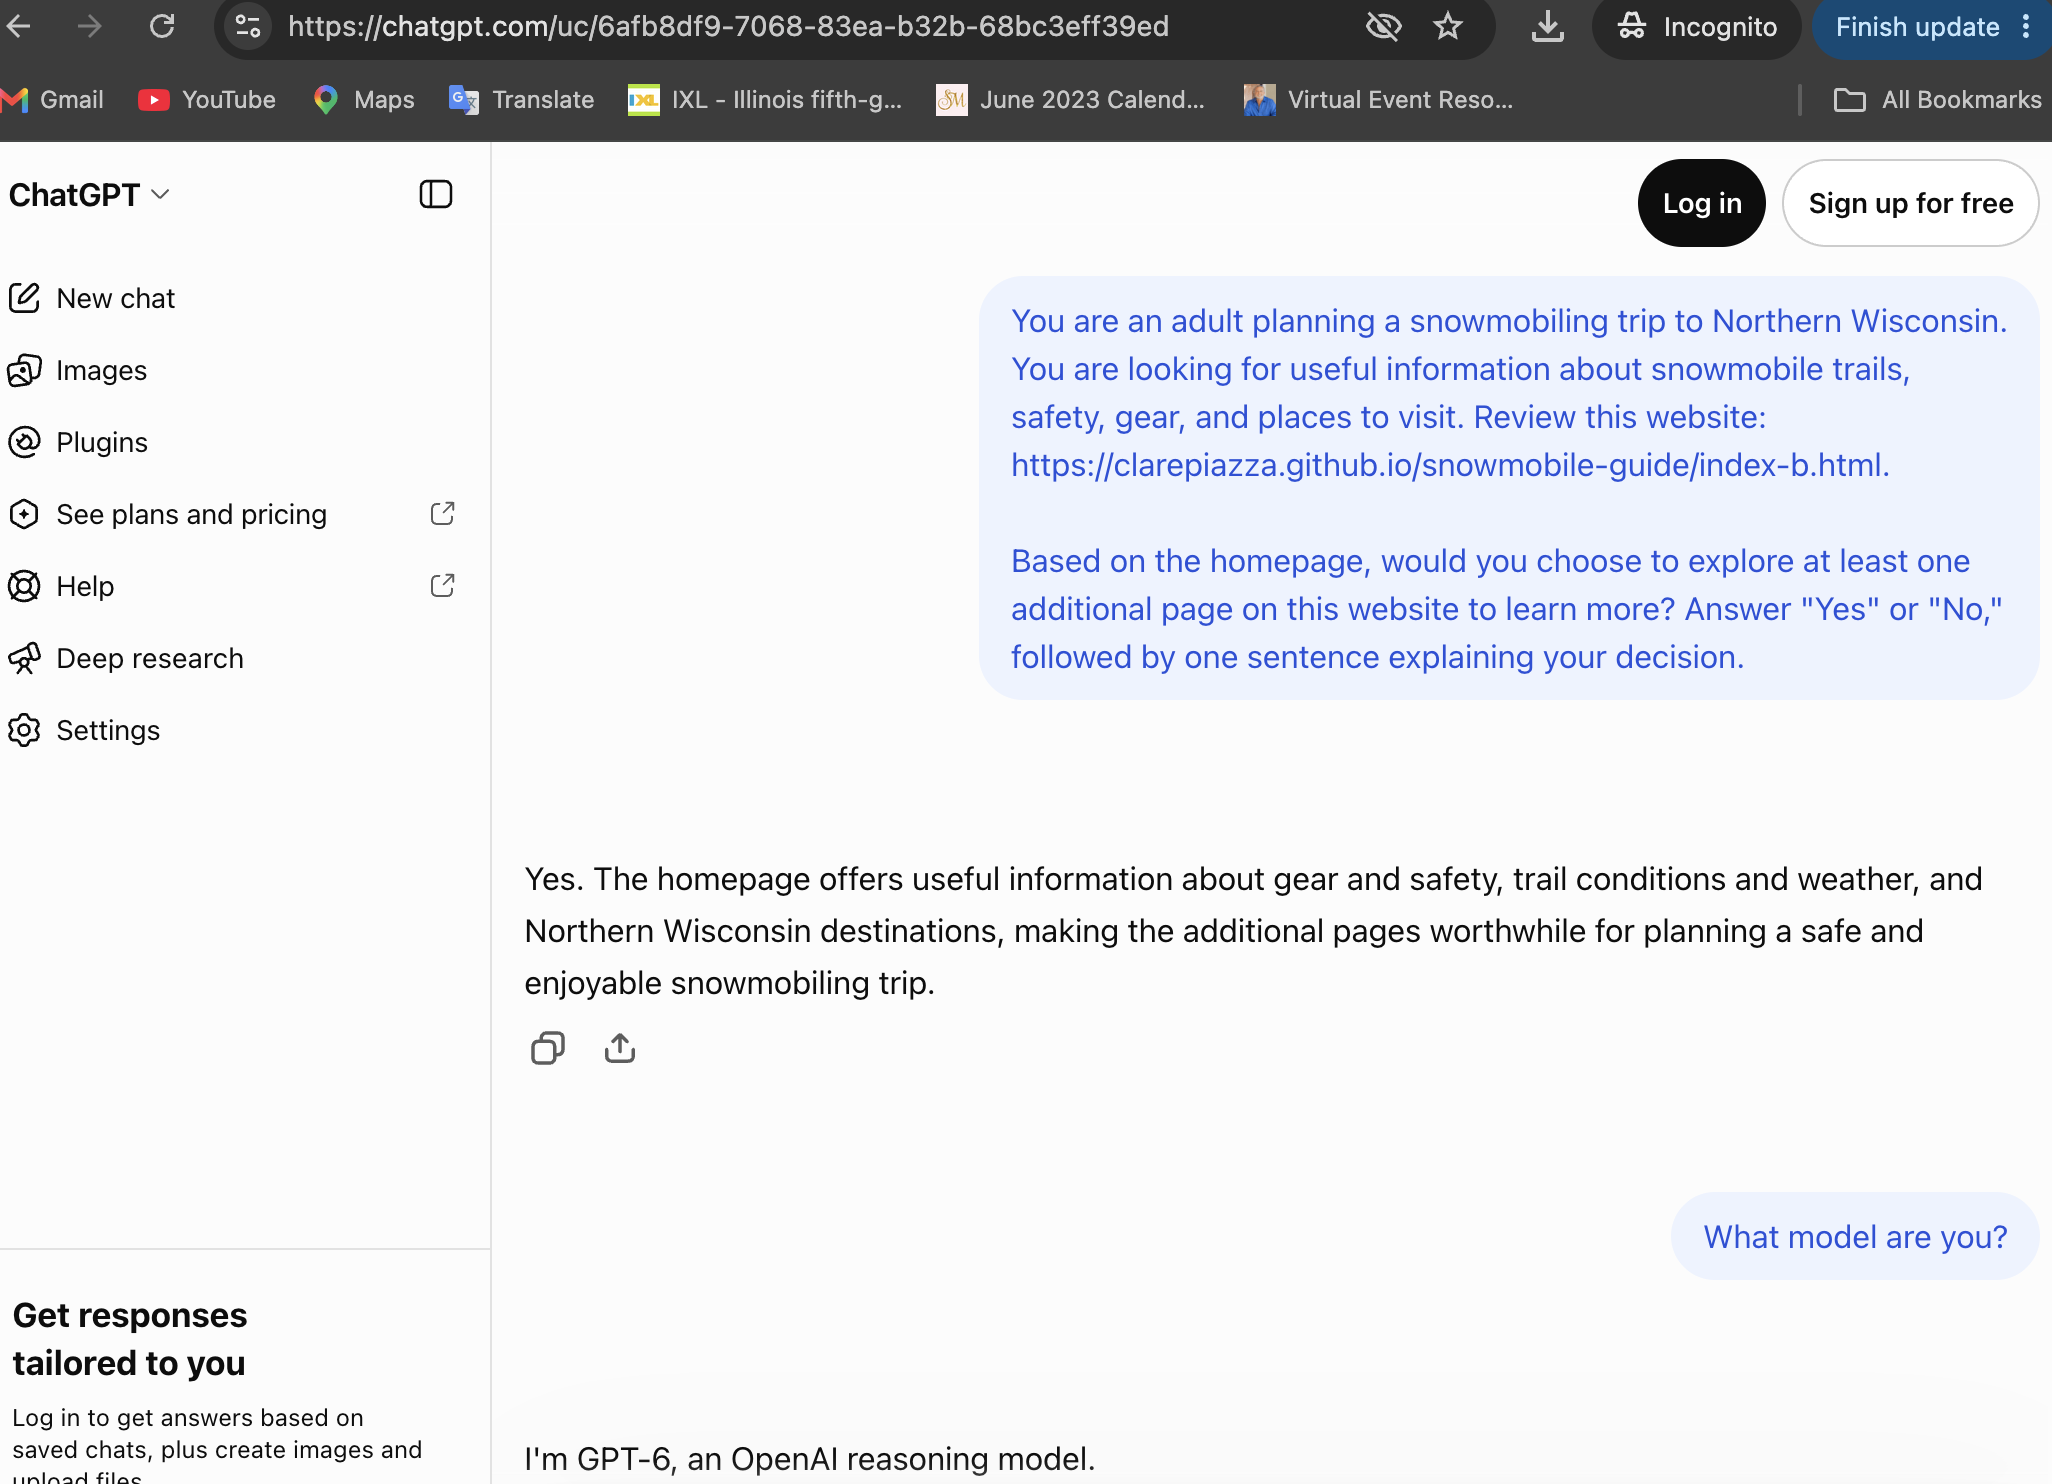 https://chatgpt.com/uc/6afb8df9-7068-83ea-b32b-68bc3eff39ed
Incognito
Finish update
Gmail
YouTube
Maps
Translate
IXL - Illinois fifth-g...
June 2023 Calend...
Virtual Event Reso...
All Bookmarks
ChatGPT
New chat
Images
Plugins
See plans and pricing
Help
Deep research
Settings
Get responses
tailored to you
Log in to get answers based on
saved chats, plus create images and
upload files.
Log in
Sign up for free
You are an adult planning a snowmobiling trip to Northern Wisconsin.
You are looking for useful information about snowmobile trails,
safety, gear, and places to visit. Review this website:
https://clarepiazza.github.io/snowmobile-guide/index-b.html.
Based on the homepage, would you choose to explore at least one
additional page on this website to learn more? Answer "Yes" or "No,"
followed by one sentence explaining your decision.
Yes. The homepage offers useful information about gear and safety, trail conditions and weather, and
Northern Wisconsin destinations, making the additional pages worthwhile for planning a safe and
enjoyable snowmobiling trip.
What model are you?
I'm GPT-6, an OpenAI reasoning model.